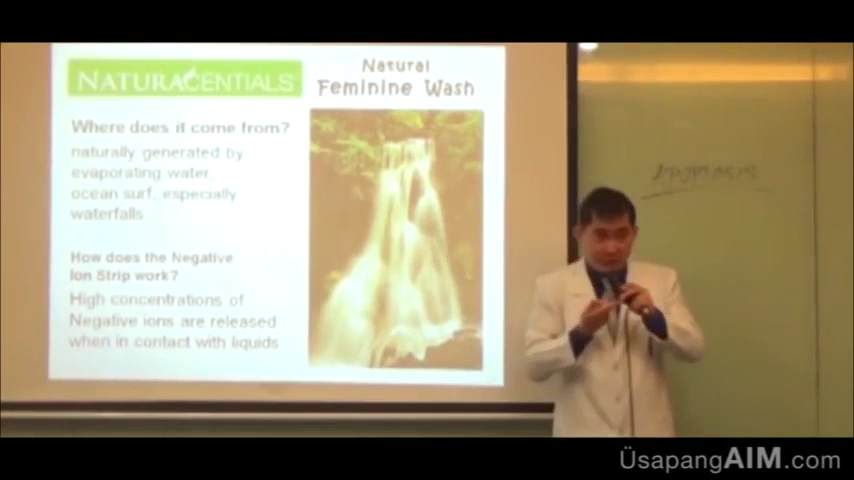 NATURACENTIALS
Natural
Feminine Wash
Where does it come from?
naturally generated by
evaporating water,
ocean surf, especially
waterfalls
How does the Negative
Ion Strip work?
High concentrations of
Negative ions are released
when in contact with liquids
ÜsapangAIM.com